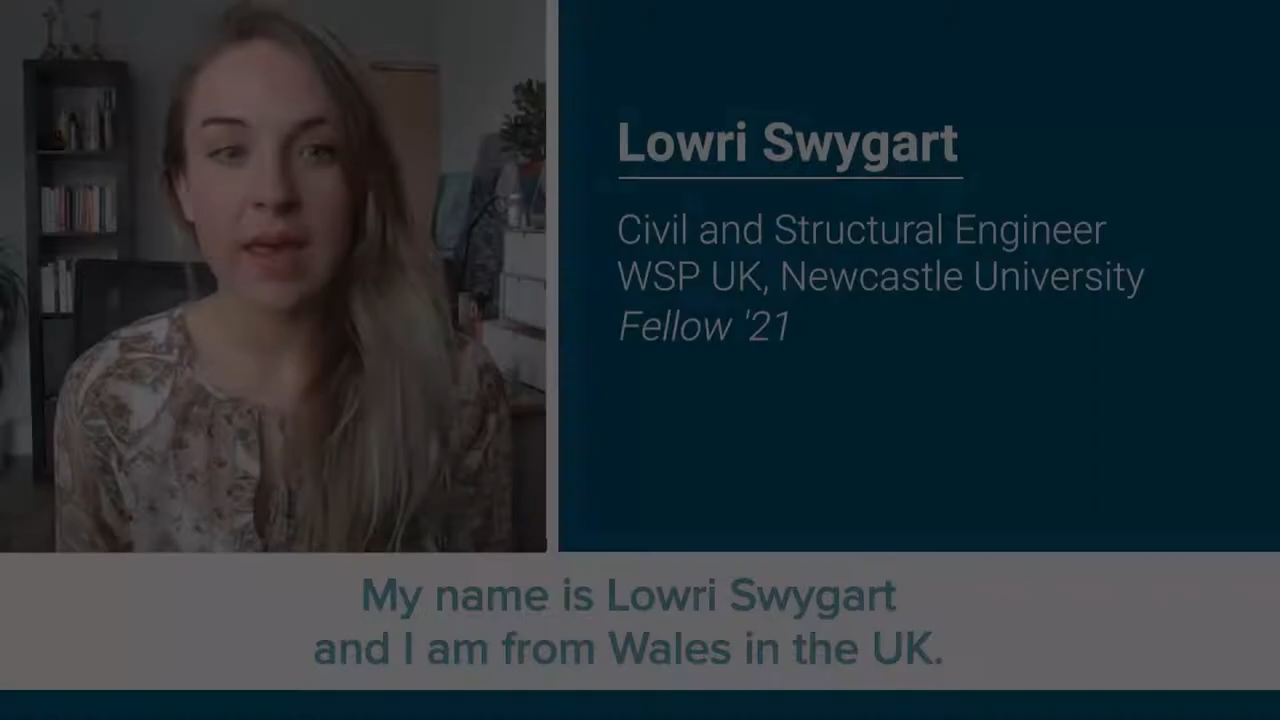 Lowri Swygart
Civil and Structural Engineer
WSP UK, Newcastle University
Fellow '21
My name is Lowri Swygart
and I am from Wales in the UK.